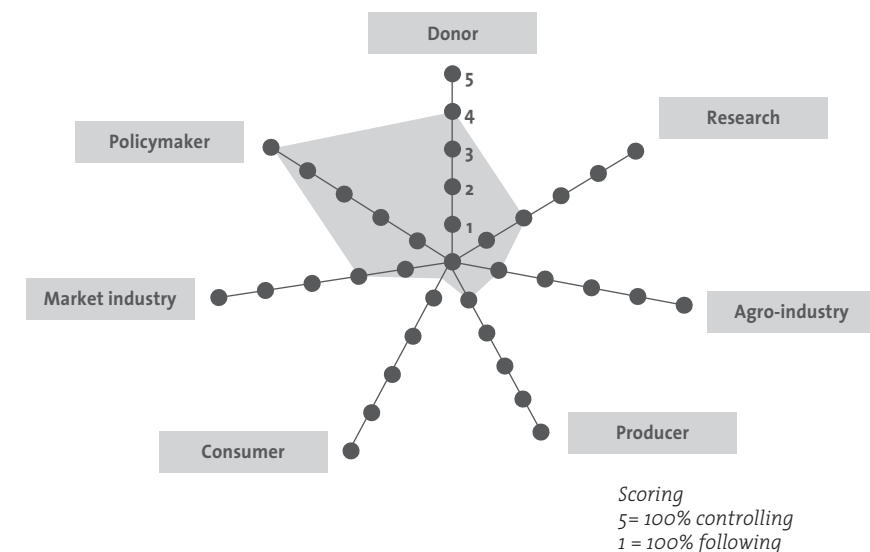 Donor
5
Research
4
Policymaker
3
2
1
Market industry
Agro-industry
Producer
Consumer
Scoring
5= 100% controlling
1 = 100% following